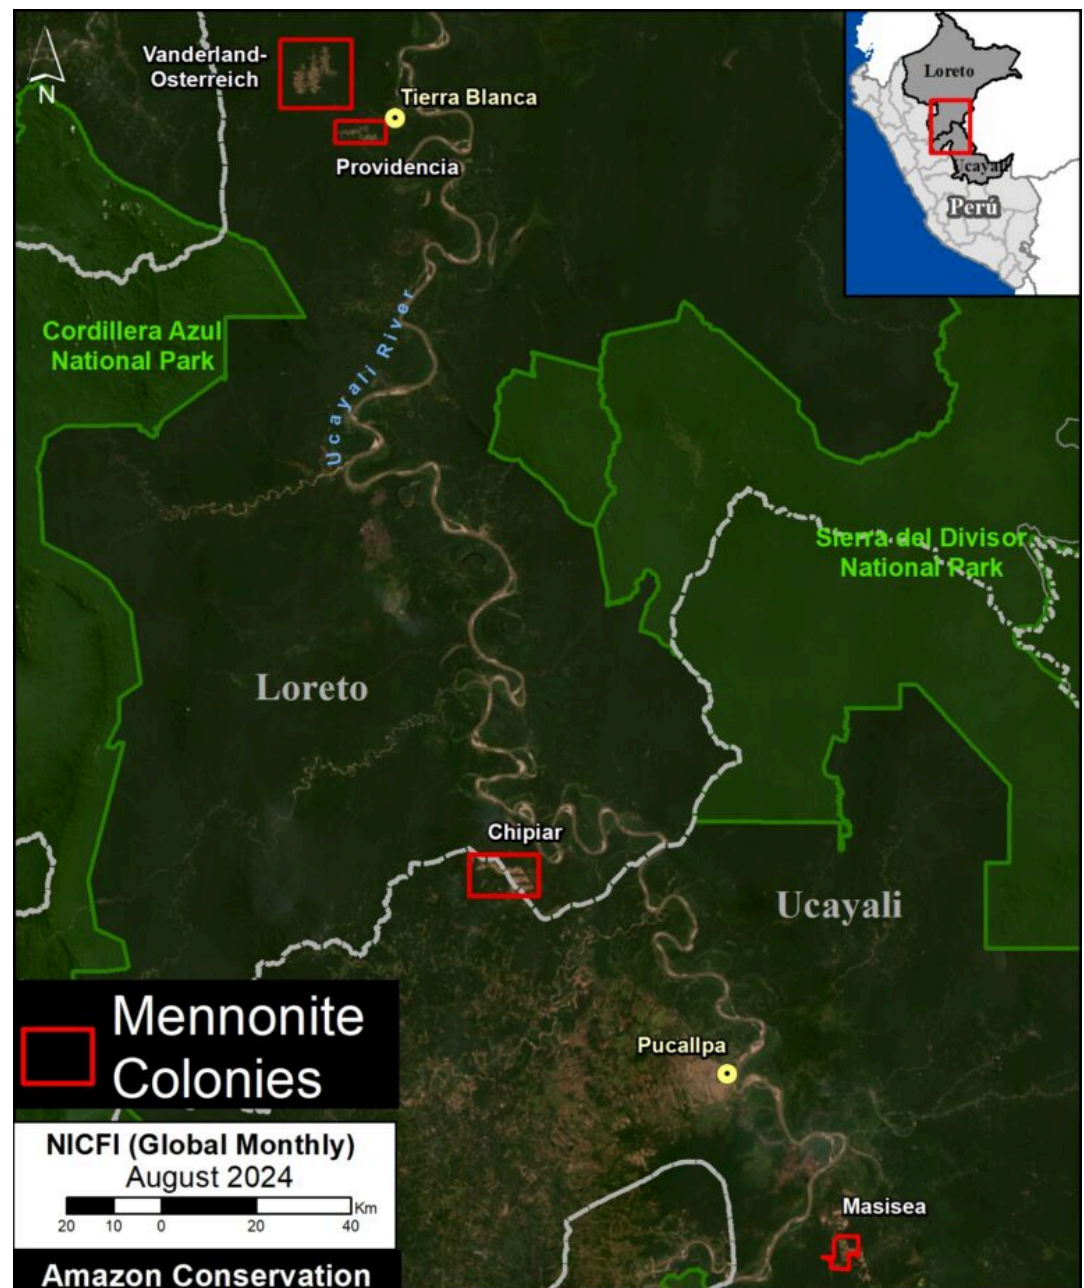 N
Vanderland-
Osterreich
Tierra Blanca
Providencia
Loreto
Ucayali
Perú
Ucayali River
Cordillera Azul
National Park
Sierra del Divisor
National Park
Loreto
Chipiar
Ucayali
Mennonite
Colonies
Pucallpa
NICFI (Global Monthly)
August 2024
Km
20 10 0 20 40
Masisea
Amazon Conservation